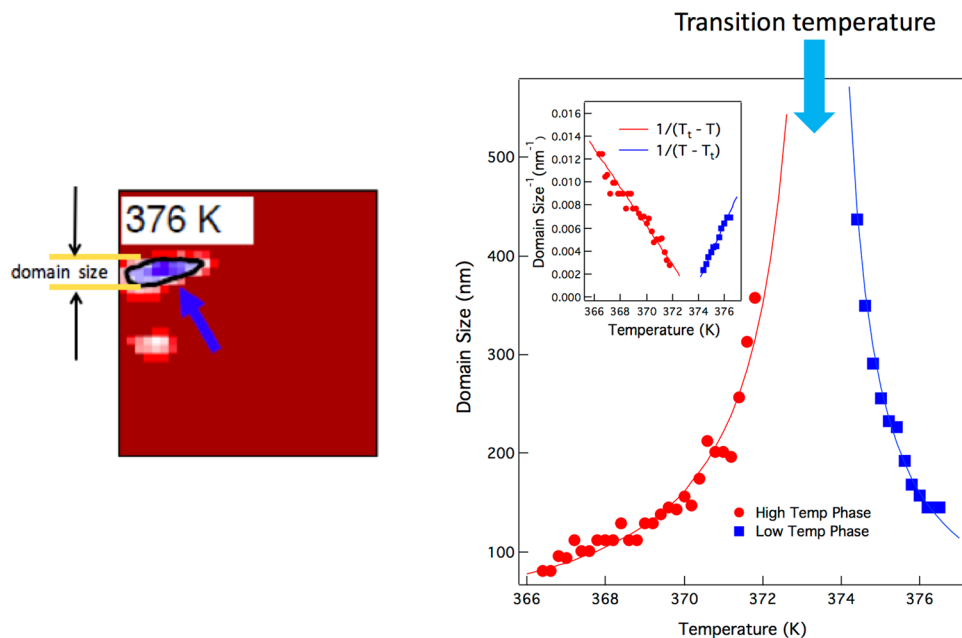 376 K
domain size
Transition temperature
Domain Size (nm)
500
400
300
200
100
366
368
370
372
374
376
Temperature (K)
High Temp Phase
Low Temp Phase
Domain Size⁻¹ (nm⁻¹)
0.016
0.014
0.012
0.010
0.008
0.006
0.004
0.002
0.000
366
368
370
372
374
376
Temperature (K)
1/(Tₜ - T)
1/(T - Tₜ)